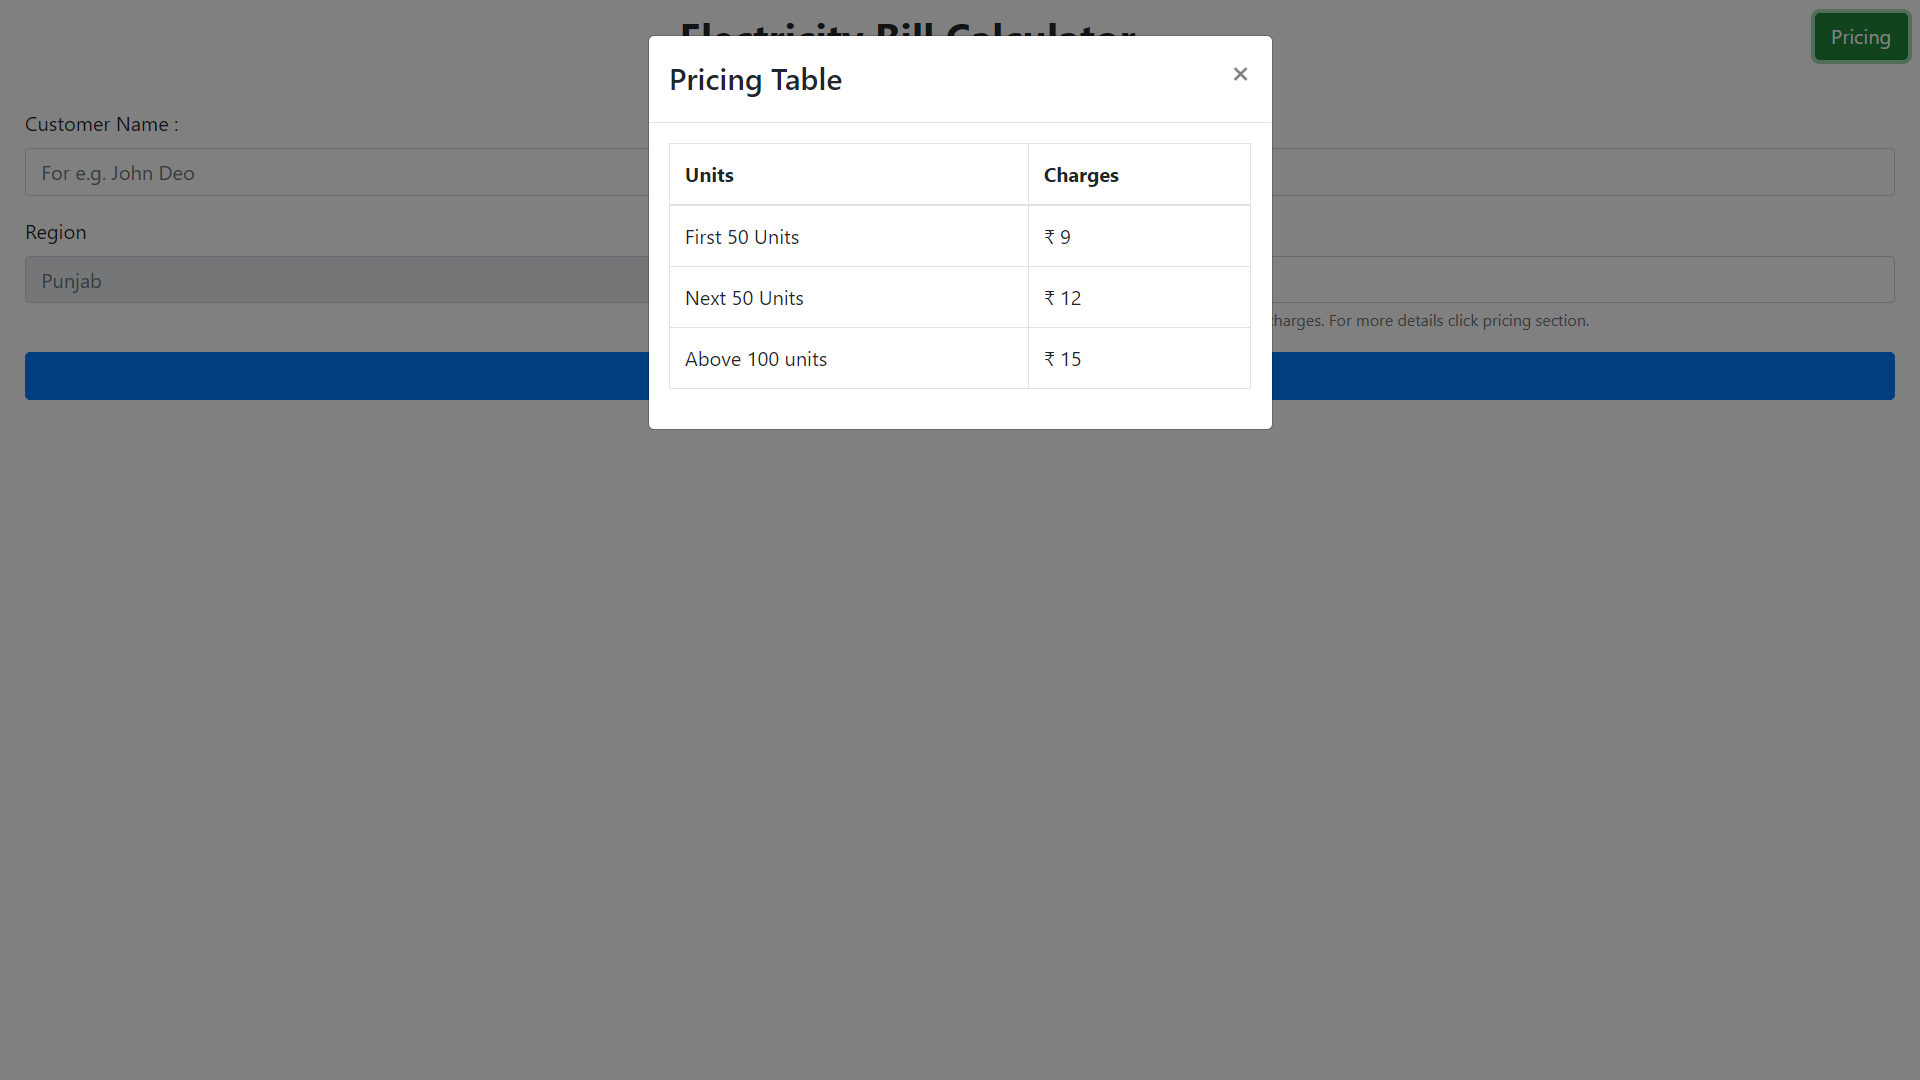 Electricity Bill Calculator
Pricing
Pricing Table
×
Customer Name :
For e.g. John Deo
Units Charges
Region
First 50 Units ₹ 9
Punjab
Next 50 Units ₹ 12
charges. For more details click pricing section.
Above 100 units ₹ 15